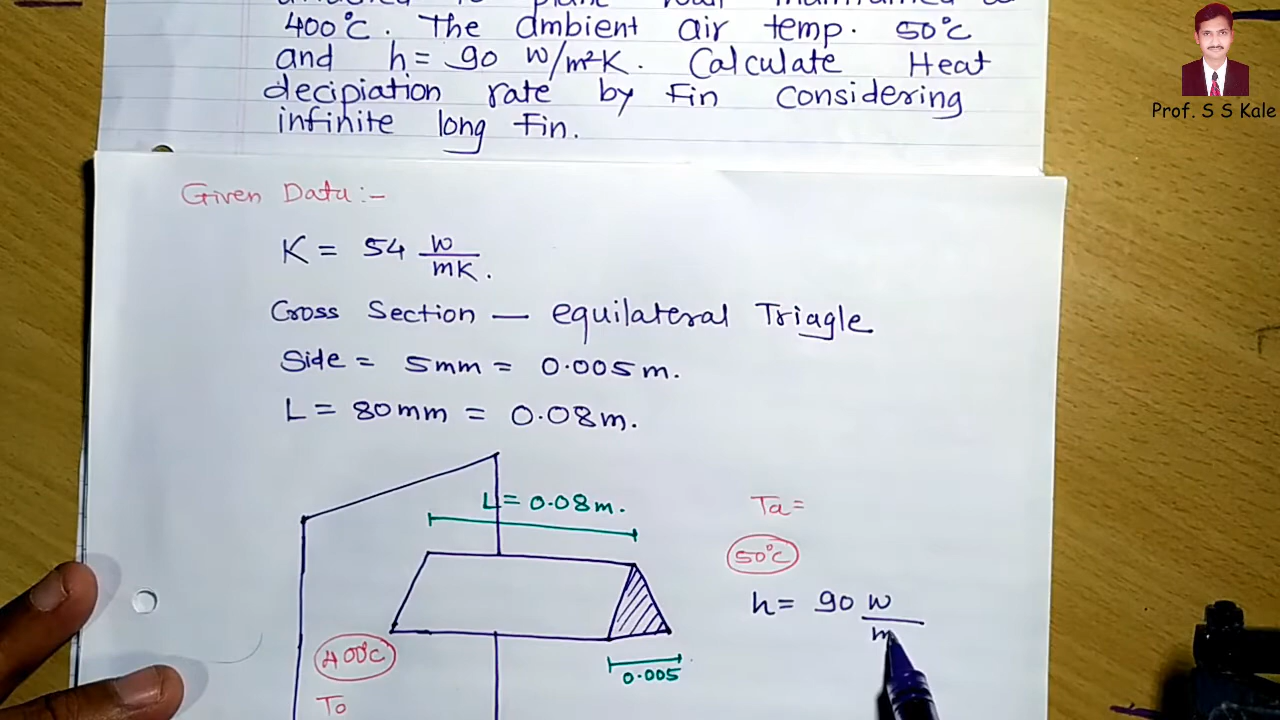 400°C. The ambient air temp. 50°C
and h= 90 W/m²K. Calculate Heat
decipiation rate by Fin considering
infinite long Fin.
Prof. S S Kale
Given Data:-
K = 54 W/mK.
Cross Section — equilateral Triagle
Side = 5mm = 0.005m.
L = 80mm = 0.08m.
L= 0.08m.
Ta=
50°C
h= 90 W/m
400°C
0.005
To